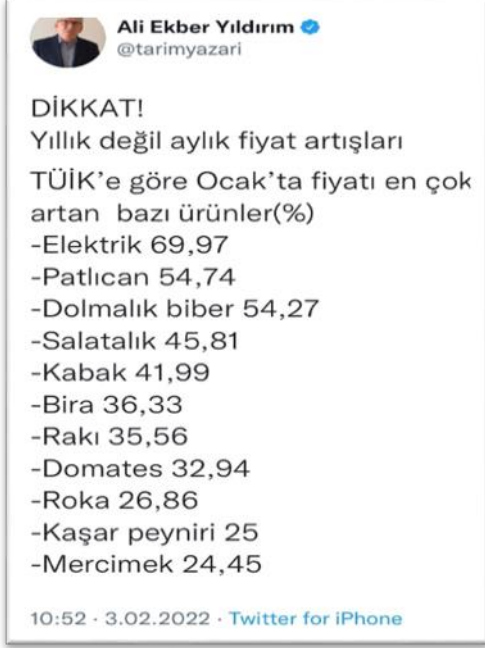 Ali Ekber Yıldırım
@tarimyazari
DİKKAT!
Yıllık değil aylık fiyat artışları
TÜİK'e göre Ocak'ta fiyatı en çok
artan bazı ürünler(%)
-Elektrik 69,97
-Patlıcan 54,74
-Dolmalık biber 54,27
-Salatalık 45,81
-Kabak 41,99
-Bira 36,33
-Rakı 35,56
-Domates 32,94
-Roka 26,86
-Kaşar peyniri 25
-Mercimek 24,45
10:52 · 3.02.2022 · Twitter for iPhone